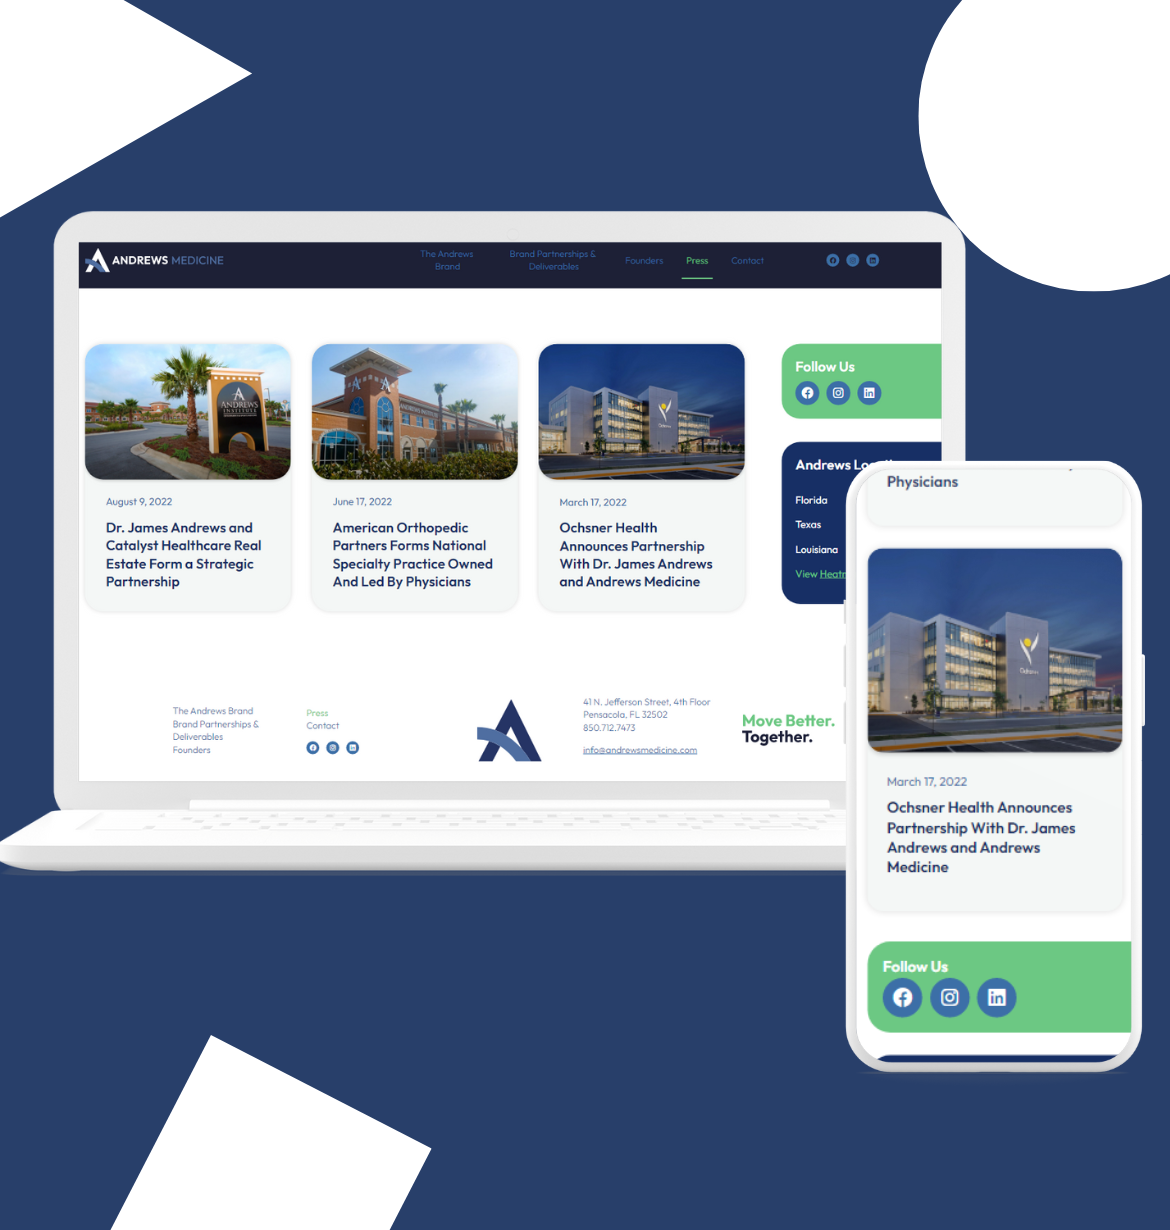 ANDREWS MEDICINE
The Andrews
Brand
Brand Partnerships &
Deliverables
Founders
Press
Contact
ANDREWS
INSTITUTE
Ochsner
August 9, 2022
Dr. James Andrews and
Catalyst Healthcare Real
Estate Form a Strategic
Partnership
June 17, 2022
American Orthopedic
Partners Forms National
Specialty Practice Owned
And Led By Physicians
March 17, 2022
Ochsner Health
Announces Partnership
With Dr. James Andrews
and Andrews Medicine
Follow Us
Andrews
Florida
Texas
Louisiana
View
The Andrews Brand
Brand Partnerships &
Deliverables
Founders
Press
Contact
41 N. Jefferson Street, 4th Floor
Pensacola, FL 32502
850.712.7473
info@andrewsmedicine.com
Move Better.
Together.
Physicians
Ochsner
March 17, 2022
Ochsner Health Announces
Partnership With Dr. James
Andrews and Andrews
Medicine
Follow Us